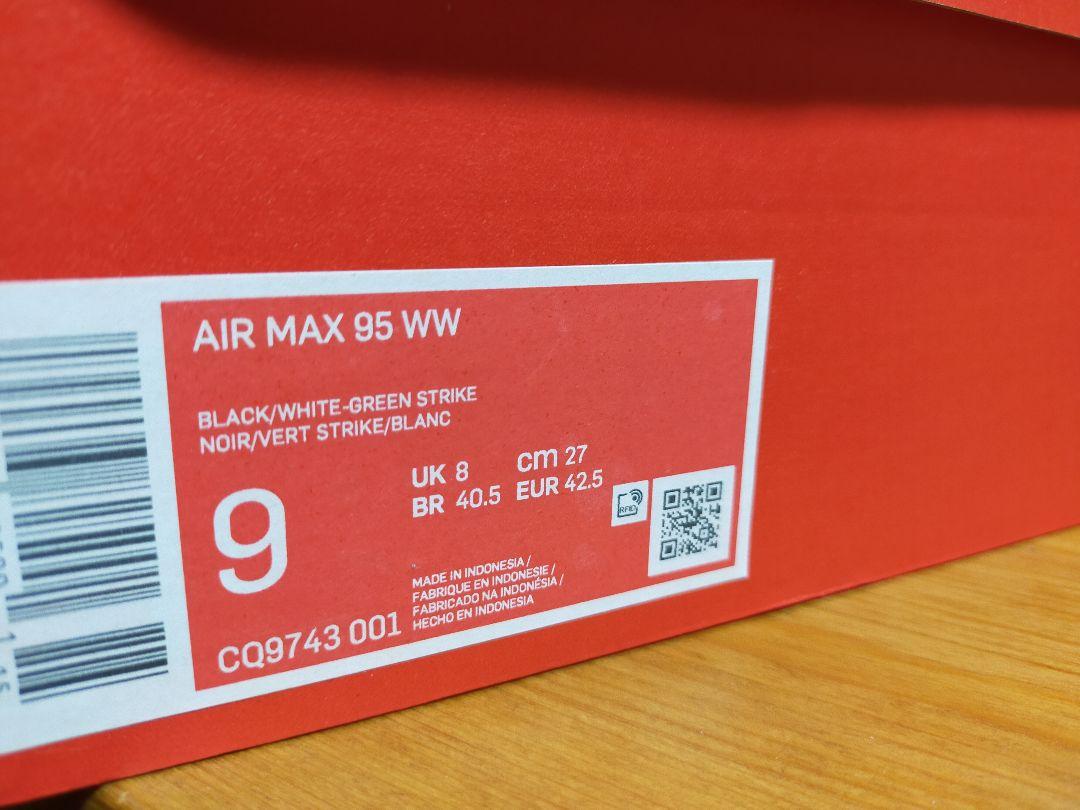 AIR MAX 95 WW
BLACK/WHITE-GREEN STRIKE
NOIR/VERT STRIKE/BLANC
9
UK 8 cm 27
BR 40.5 EUR 42.5
RFID
MADE IN INDONESIA /
FABRIQUE EN INDONESIE /
FABRICADO NA INDONÉSIA /
HECHO EN INDONESIA
CQ9743 001